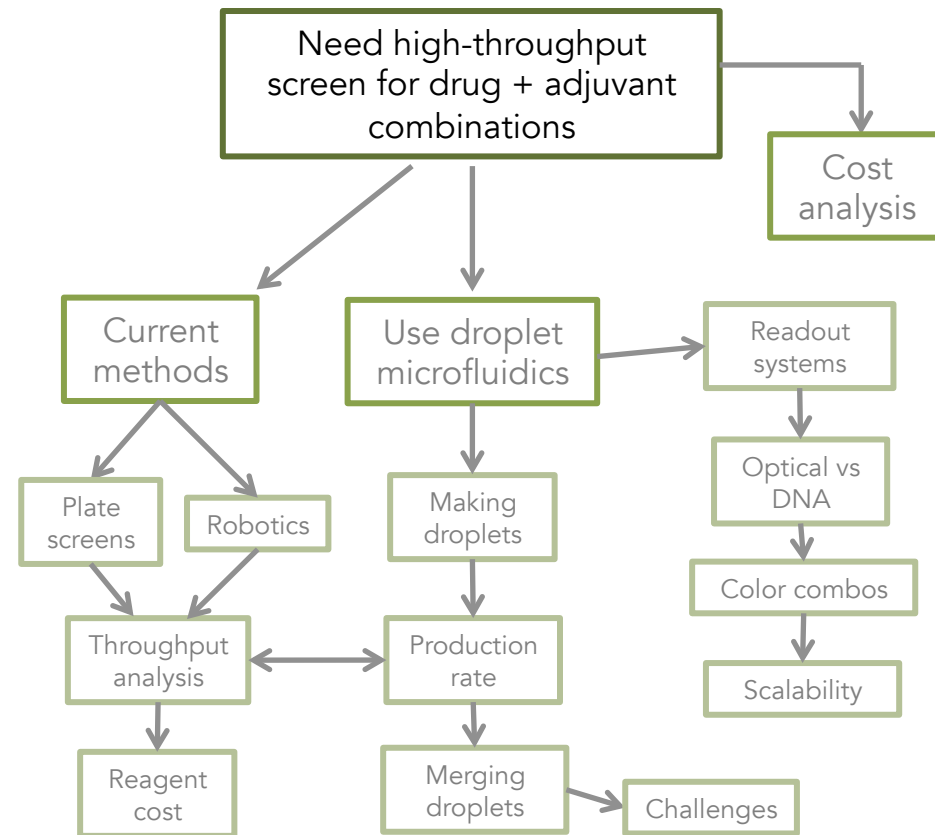 Need high-throughput
screen for drug + adjuvant
combinations
Cost
analysis
Current
methods
Use droplet
microfluidics
Readout
systems
Plate
screens
Robotics
Making
droplets
Optical vs
DNA
Color combos
Throughput
analysis
Production
rate
Scalability
Reagent
cost
Merging
droplets
Challenges